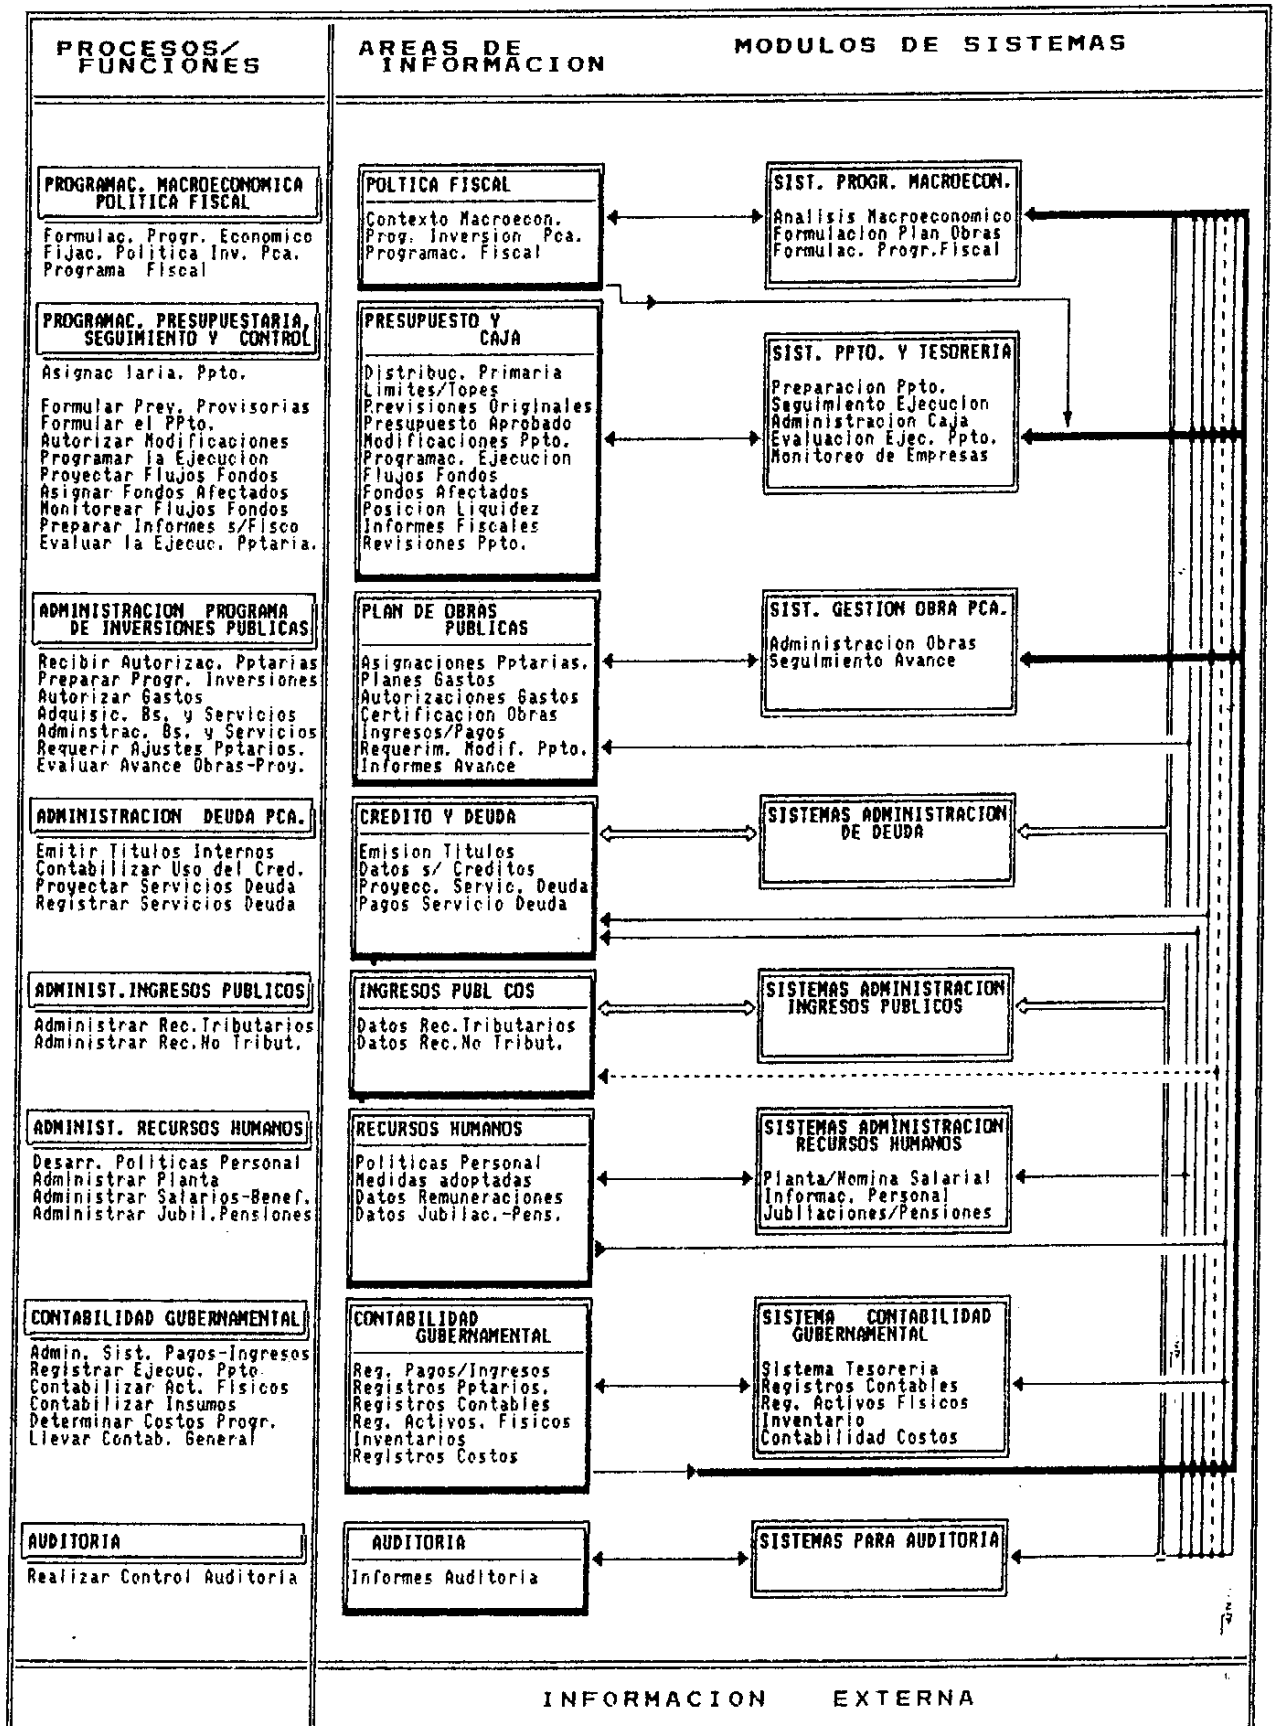 PROCESOS/
FUNCIONES
AREAS DE
INFORMACION
MODULOS DE SISTEMAS
PROGRAMAC. MACROECONOMICA
POLITICA FISCAL
Formulac. Progr. Economico
Fijac. Politica Inv. Pca.
Programa Fiscal
POLTICA FISCAL
Contexto Macroecon.
Prog. Inversion Pca.
Programac. Fiscal
SIST. PROGR. MACROECON.
Analisis Macroeconomico
Formulacion Plan Obras
Formulac. Progr.Fiscal
PROGRAMAC. PRESUPUESTARIA,
SEGUIMIENTO Y CONTROL
Asignac laria. Ppto.
Formular Prev. Provisorias
Formular el PPto.
Autorizar Modificaciones
Programar la Ejecucion
Proyectar Flujos Fondos
Asignar Fondos Afectados
Monitorear Flujos Fondos
Preparar Informes s/Fisco
Evaluar la Ejecuc. Pptaria.
PRESUPUESTO Y
CAJA
Distribuc. Primaria
Limites/Topes
Previsiones Originales
Presupuesto Aprobado
Modificaciones Ppto.
Programac. Ejecucion
Flujos Fondos
Fondos Afectados
Posicion Liquidez
Informes Fiscales
Revisiones Ppto.
SIST. PPTO. Y TESORERIA
Preparacion Ppto.
Seguimiento Ejecucion
Administracion Caja
Evaluacion Ejec. Ppto.
Monitoreo de Empresas
ADMINISTRACION PROGRAMA
DE INVERSIONES PUBLICAS
Recibir Autorizac. Pptarias
Preparar Progr. Inversiones
Autorizar Gastos
Adquisic. Bs. y Servicios
Adminstrac. Bs. y Servicios
Requerir Ajustes Pptarios.
Evaluar Avance Obras-Proy.
PLAN DE OBRAS
PUBLICAS
Asignaciones Pptarias.
Planes Gastos
Autorizaciones Gastos
Certificacion Obras
Ingresos/Pagos
Requerim. Modif. Ppto.
Informes Avance
SIST. GESTION OBRA PCA.
Administracion Obras
Seguimiento Avance
ADMINISTRACION DEUDA PCA.
Emitir Titulos Internos
Contabilizar Uso del Cred.
Proyectar Servicios Deuda
Registrar Servicios Deuda
CREDITO Y DEUDA
Emision Titulos
Datos s/ Creditos
Proyecc. Servic. Deuda
Pagos Servicio Deuda
SISTEMAS ADMINISTRACION
DE DEUDA
ADMINIST.INGRESOS PUBLICOS
Administrar Rec.Tributarios
Administrar Rec.No Tribut.
INGRESOS PUBL COS
Datos Rec.Tributarios
Datos Rec.No Tribut.
SISTEMAS ADMINISTRACION
INGRESOS PUBLICOS
ADMINIST. RECURSOS HUMANOS
Desarr. Politicas Personal
Administrar Planta
Administrar Salarios-Benef.
Administrar Jubil.Pensiones
RECURSOS HUMANOS
Politicas Personal
Medidas adoptadas
Datos Remuneraciones
Datos Jubilac.-Pens.
SISTEMAS ADMINISTRACION
RECURSOS HUMANOS
Planta/Nomina Salarial
Informac. Personal
Jubilaciones/Pensiones
CONTABILIDAD GUBERNAMENTAL
Admin. Sist. Pagos-Ingresos
Registrar Ejecuc. Ppto.
Contabilizar Act. Fisicos
Contabilizar Insumos
Determinar Costos Progr.
Llevar Contab. General
CONTABILIDAD
GUBERNAMENTAL
Reg. Pagos/Ingresos
Registros Pptarios.
Registros Contables
Reg. Activos. Fisicos
Inventarios
Registros Costos
SISTEMA CONTABILIDAD
GUBERNAMENTAL
Sistema Tesoreria
Registros Contables
Reg. Activos Fisicos
Inventario
Contabilidad Costos
AUDITORIA
Realizar Control Auditoria
AUDITORIA
Informes Auditoria
SISTEMAS PARA AUDITORIA
INFORMACION EXTERNA